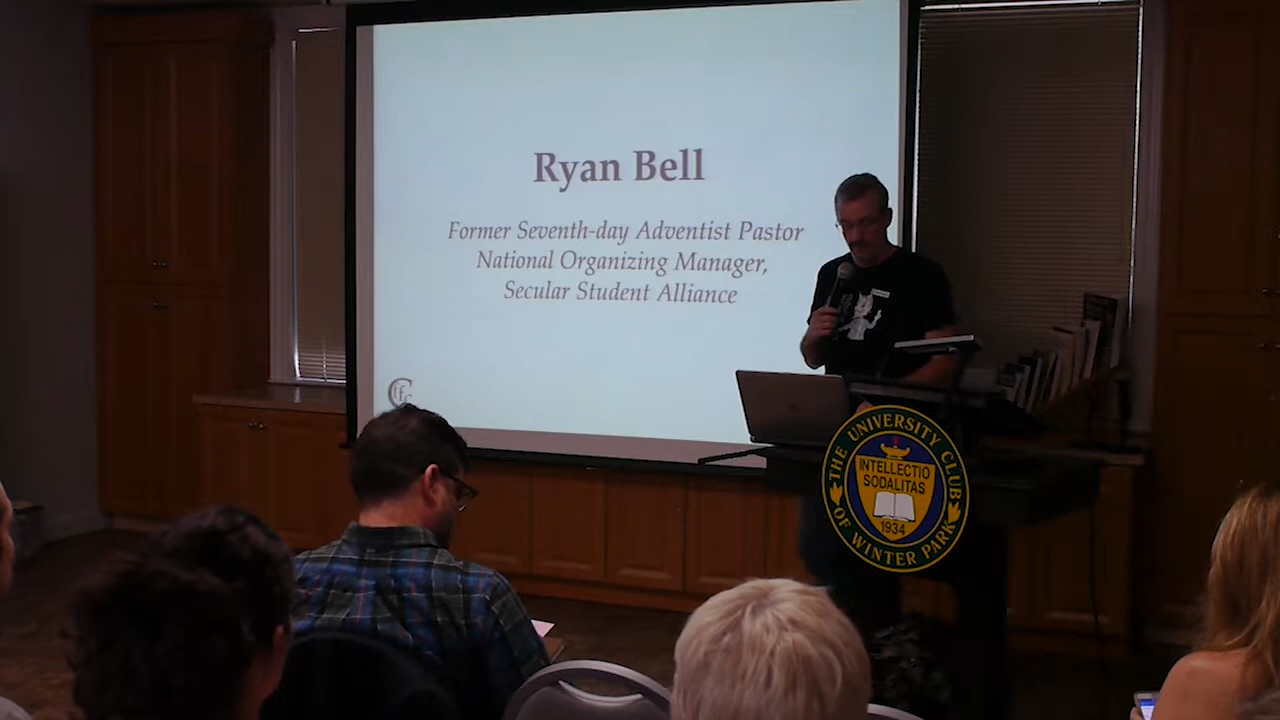 Ryan Bell
Former Seventh-day Adventist Pastor
National Organizing Manager,
Secular Student Alliance
THE UNIVERSITY CLUB
INTELLECTIO
SODALITAS
1934
OF WINTER PARK